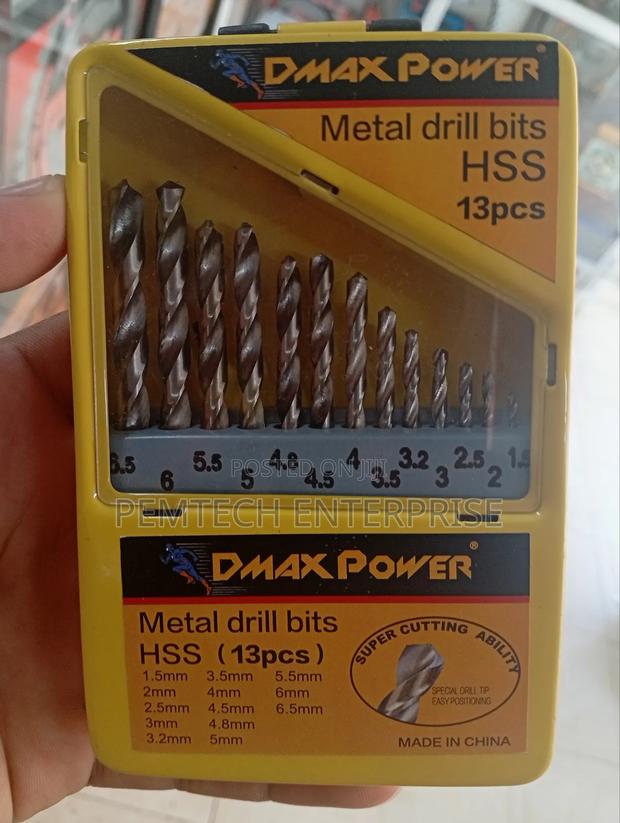 DMAX POWER®
Metal drill bits
HSS
13pcs
6.5 6 5.5 5 4.8 4.5 4 3.5 3.2 3 2.5 2 1.5
POSTED ON JIJI
PEMTECH ENTERPRISE
DMAX POWER®
Metal drill bits
HSS (13pcs)
1.5mm 3.5mm 5.5mm
2mm 4mm 6mm
2.5mm 4.5mm 6.5mm
3mm 4.8mm
3.2mm 5mm
SUPER CUTTING ABILITY
SPECIAL DRILL TIP
EASY POSITIONING
MADE IN CHINA